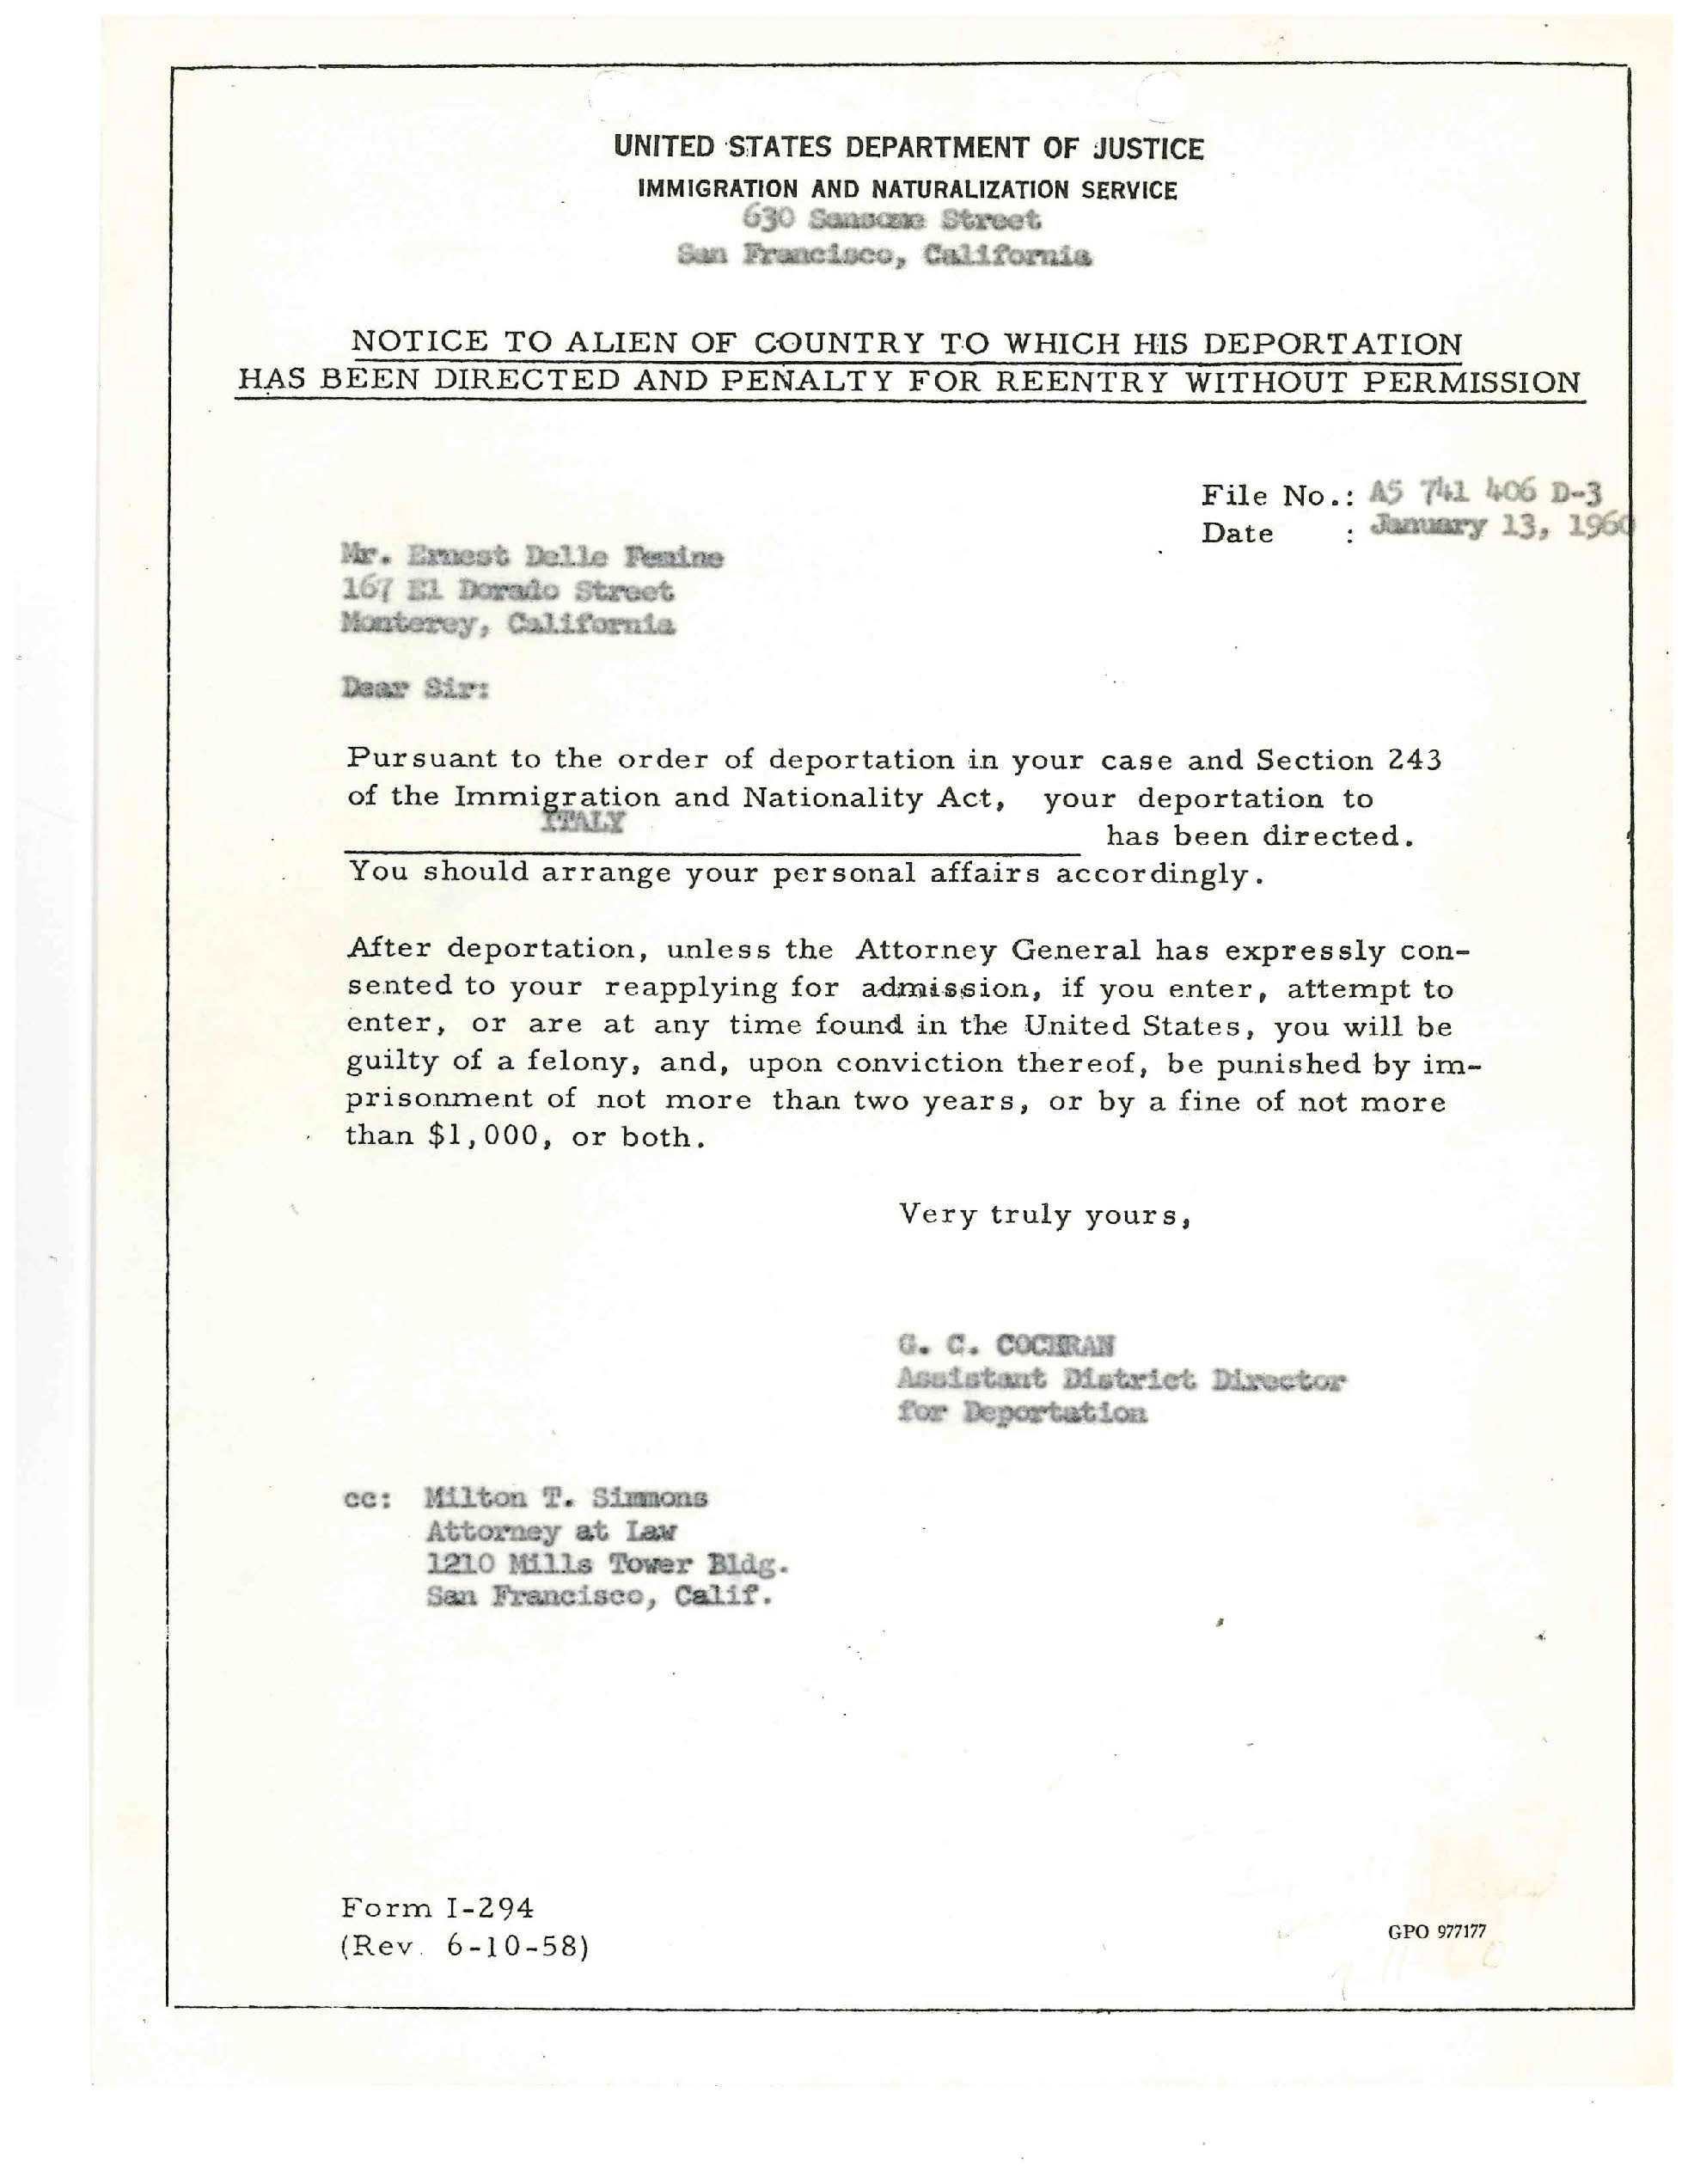 UNITED STATES DEPARTMENT OF JUSTICE
IMMIGRATION AND NATURALIZATION SERVICE
630 Sansome Street
San Francisco, California
NOTICE TO ALIEN OF COUNTRY TO WHICH HIS DEPORTATION
HAS BEEN DIRECTED AND PENALTY FOR REENTRY WITHOUT PERMISSION
File No.: A5 741 406 D-3
Date : January 13, 1960
Mr. Ernest Delle Femine
167 El Dorado Street
Monterey, California
Dear Sir:
Pursuant to the order of deportation in your case and Section 243
of the Immigration and Nationality Act, your deportation to
ITALY has been directed.
You should arrange your personal affairs accordingly.
After deportation, unless the Attorney General has expressly con-
sented to your reapplying for admission, if you enter, attempt to
enter, or are at any time found in the United States, you will be
guilty of a felony, and, upon conviction thereof, be punished by im-
prisonment of not more than two years, or by a fine of not more
than $1,000, or both.
Very truly yours,
G. C. COCHRAN
Assistant District Director
for Deportation
cc: Milton T. Simmons
Attorney at Law
1210 Mills Tower Bldg.
San Francisco, Calif.
Form I-294
(Rev. 6-10-58)
GPO 977177